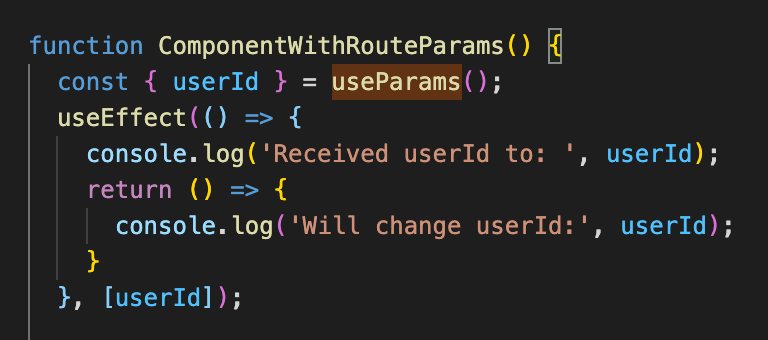 function ComponentWithRouteParams() {
  const { userId } = useParams();
  useEffect(() => {
    console.log('Received userId to: ', userId);
    return () => {
      console.log('Will change userId:', userId);
    }
  }, [userId]);